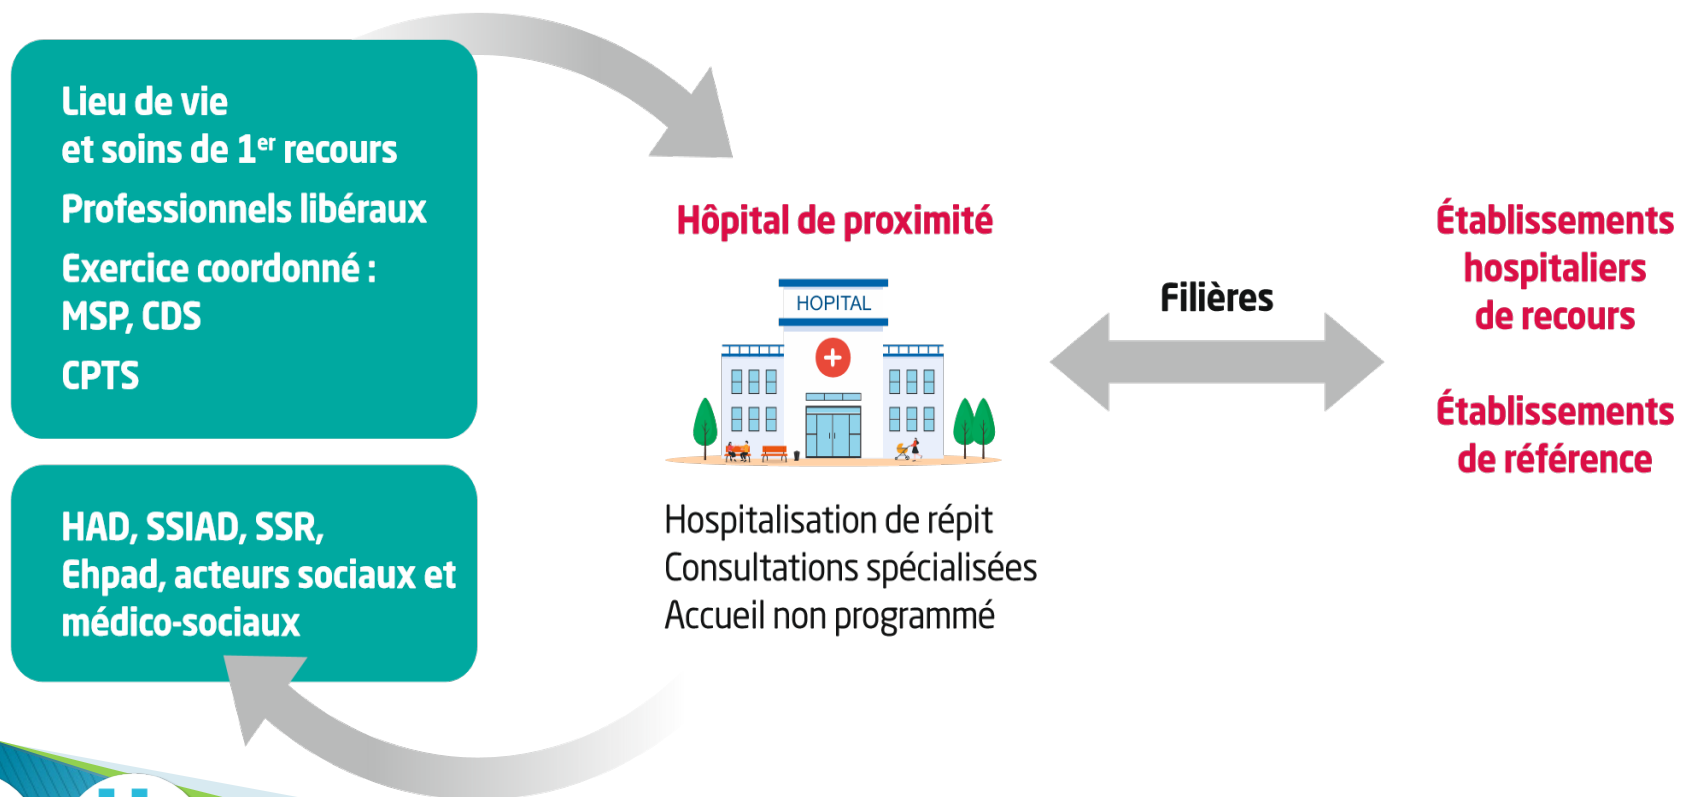 Lieu de vie
et soins de 1er recours
Professionnels libéraux
Exercice coordonné :
MSP, CDS
CPTS
HAD, SSIAD, SSR,
Ehpad, acteurs sociaux et
médico-sociaux
Hôpital de proximité
HOPITAL
Hospitalisation de répit
Consultations spécialisées
Accueil non programmé
Filières
Établissements
hospitaliers
de recours
Établissements
de référence